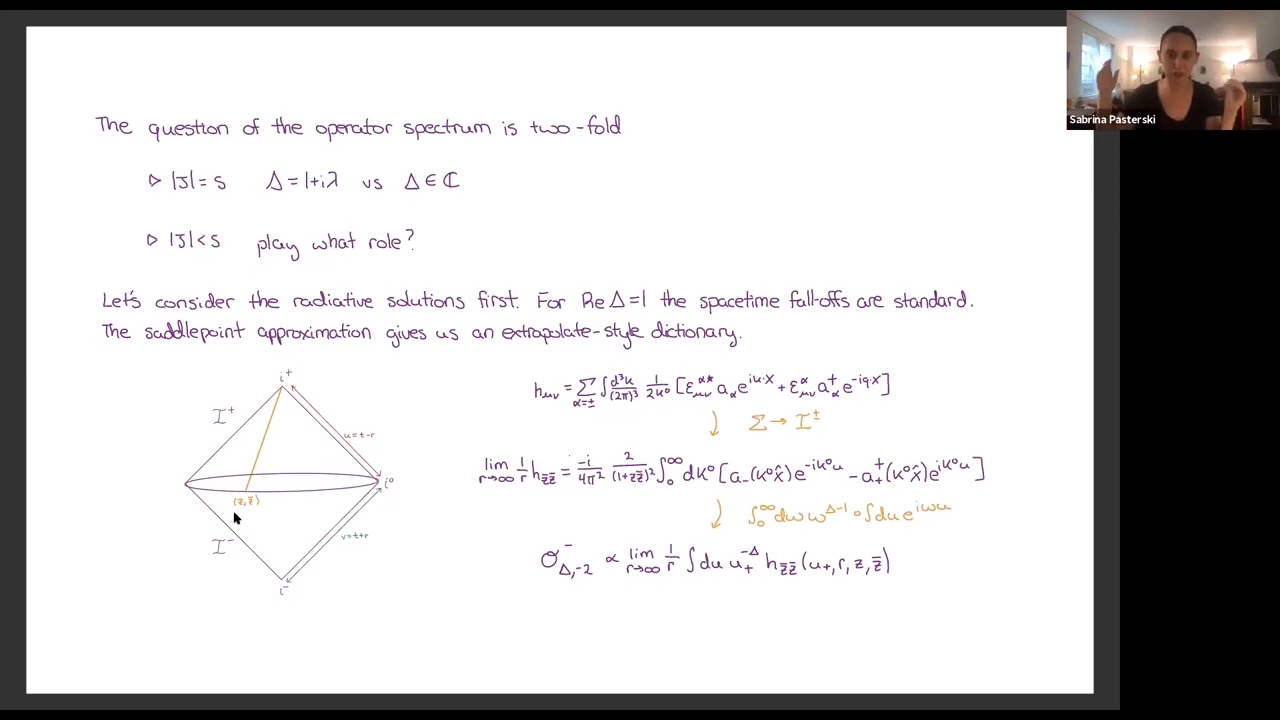 Sabrina Pasterski
The question of the operator spectrum is two-fold
▷ |J| = s   Δ = 1+iλ   vs   Δ ∈ ℂ
▷ |J| < s   play what role?
Let's consider the radiative solutions first. For Re Δ = 1 the spacetime fall-offs are standard.
The saddlepoint approximation gives us an extrapolate-style dictionary.
i⁺
I⁺
u=t-r
i⁰
(z, z̄)
I⁻
v=t+r
i⁻
h_{μν} = Σ_{α=±} ∫ d³k/(2π)³ 1/2k⁰ [ε^{α*}_{μν} a_α e^{ik·X} + ε^α_{μν} a^†_α e^{-iq·X}]
↓ Σ → I^±
lim_{r→∞} 1/r h_{z̄z̄} = -i/4π² 2/(1+zz̄)² ∫₀^∞ dk⁰ [a₋(k⁰x̂)e^{-ik⁰u} - a₊^†(k⁰x̂)e^{ik⁰u}]
↓ ∫₀^∞ dω ω^{Δ-1} ∘ ∫ du e^{iωu}
O⁻_{Δ,-2} ∝ lim_{r→∞} 1/r ∫ du u₊^{-Δ} h_{z̄z̄}(u₊, r, z, z̄)